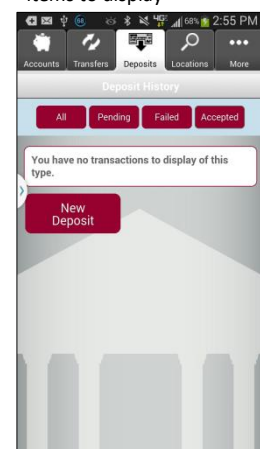 items to display
4G 68% 2:55 PM
Accounts Transfers Deposits Locations More
Deposit History
All Pending Failed Accepted
You have no transactions to display of this
type.
New
Deposit